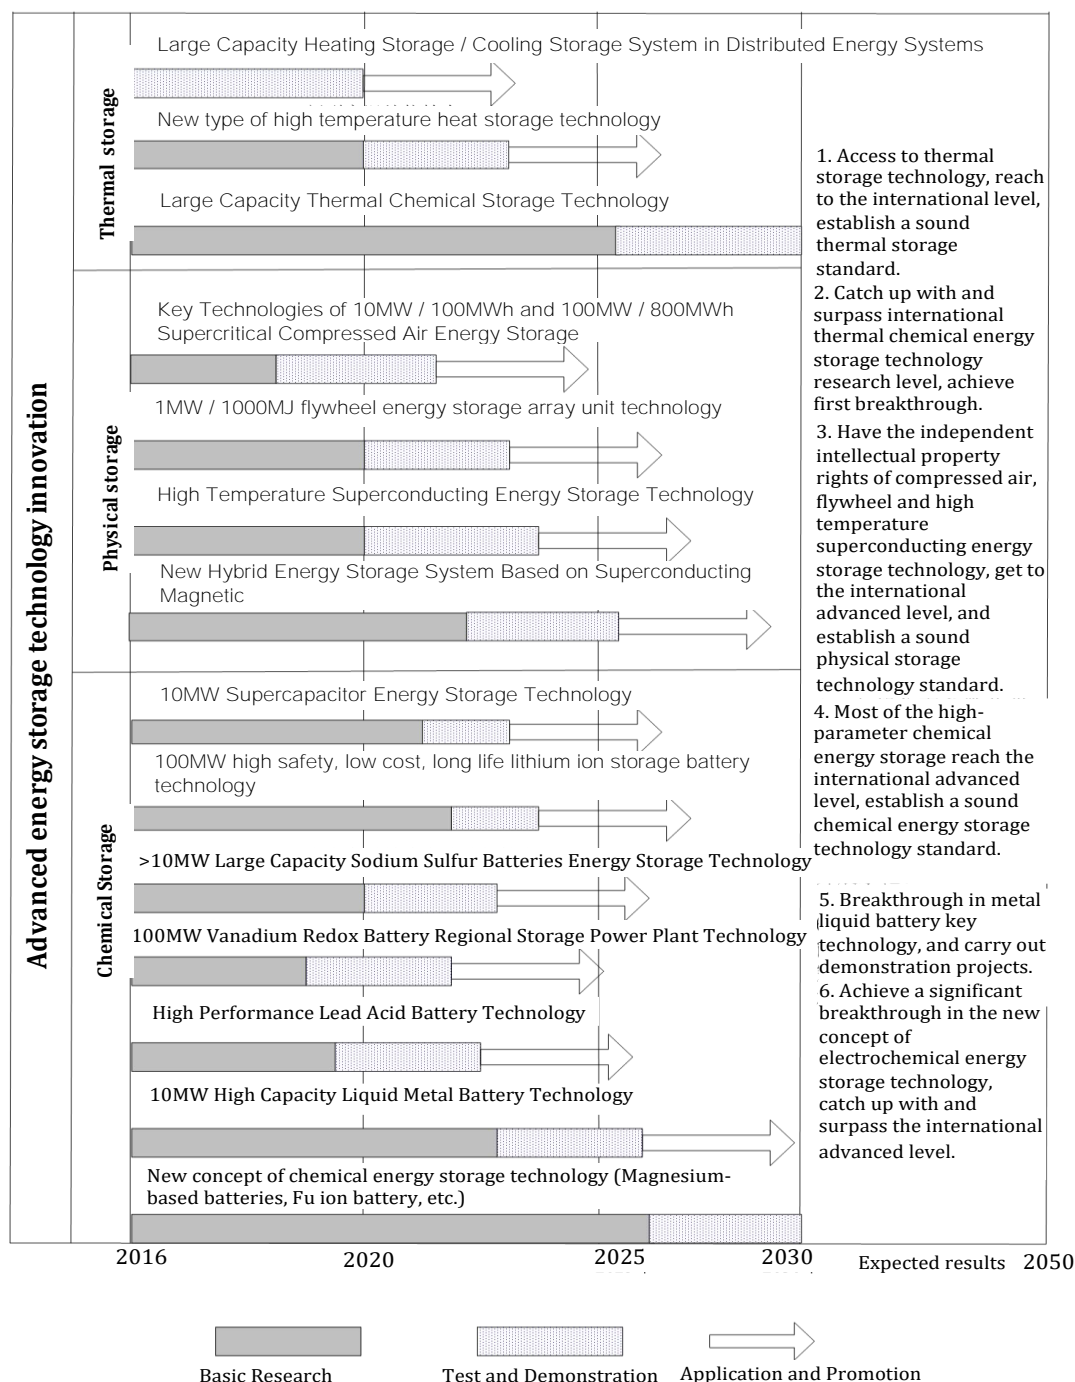 Advanced energy storage technology innovation
Thermal storage
Large Capacity Heating Storage / Cooling Storage System in Distributed Energy Systems
New type of high temperature heat storage technology
Large Capacity Thermal Chemical Storage Technology
Physical storage
Key Technologies of 10MW / 100MWh and 100MW / 800MWh
Supercritical Compressed Air Energy Storage
1MW / 1000MJ flywheel energy storage array unit technology
High Temperature Superconducting Energy Storage Technology
New Hybrid Energy Storage System Based on Superconducting
Magnetic
Chemical Storage
10MW Supercapacitor Energy Storage Technology
100MW high safety, low cost, long life lithium ion storage battery
technology
>10MW Large Capacity Sodium Sulfur Batteries Energy Storage Technology
100MW Vanadium Redox Battery Regional Storage Power Plant Technology
High Performance Lead Acid Battery Technology
10MW High Capacity Liquid Metal Battery Technology
New concept of chemical energy storage technology (Magnesium-
based batteries, Fu ion battery, etc.)
1. Access to thermal
storage technology, reach
to the international level,
establish a sound
thermal storage
standard.
2. Catch up with and
surpass international
thermal chemical energy
storage technology
research level, achieve
first breakthrough.
3. Have the independent
intellectual property
rights of compressed air,
flywheel and high
temperature
superconducting energy
storage technology, get to
the international
advanced level, and
establish a sound
physical storage
technology standard.
4. Most of the high-
parameter chemical
energy storage reach the
international advanced
level, establish a sound
chemical energy storage
technology standard.
5. Breakthrough in metal
liquid battery key
technology, and carry out
demonstration projects.
6. Achieve a significant
breakthrough in the new
concept of
electrochemical energy
storage technology,
catch up with and
surpass the international
advanced level.
2016 2020 2025 2030 Expected results 2050
Basic Research Test and Demonstration Application and Promotion